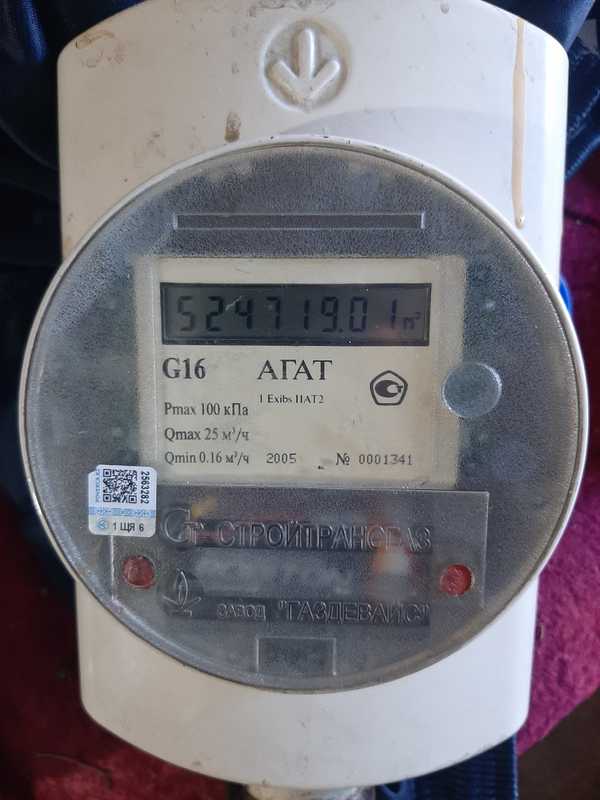 524719.01 m³
G16 АГАТ
1 Exibs IIAT2
Pmax 100 кПа
Qmax 25 м³/ч
Qmin 0.16 м³/ч 2005 № 0001341
2563282
1 ЩЯ 6
СТРОЙТРАНСГАЗ
ЗАВОД "ГАЗДЕВАЙС"